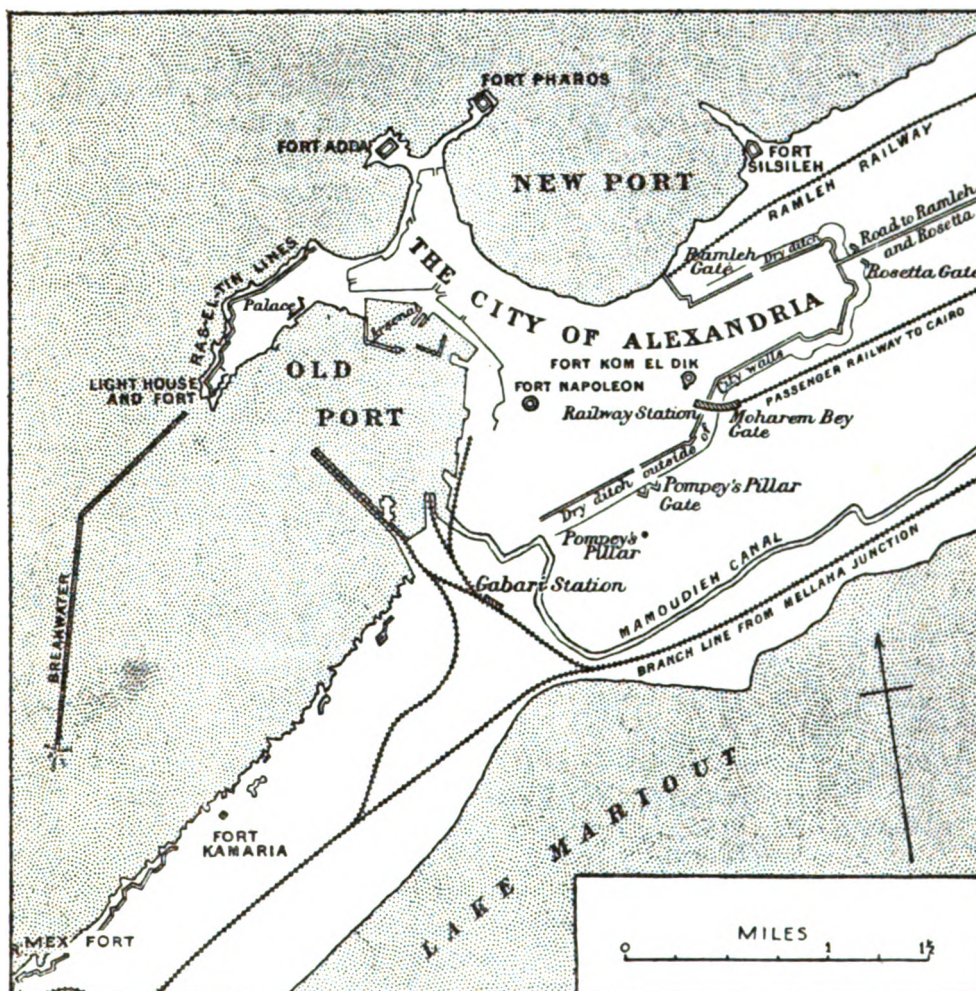 FORT PHAROS
FORT ADDA
FORT
SILSILEH
NEW PORT
RAMLEH RAILWAY
Road to Ramleh
and Rosetta
Ramleh
Gate
Dry ditch
Rosetta Gate
RAS-EL-TIN LINES
THE CITY OF ALEXANDRIA
Palace
Arsenal
OLD
PORT
FORT KOM EL DIK
City walls
PASSENGER RAILWAY TO CAIRO
LIGHT HOUSE
AND FORT
FORT NAPOLEON
Railway Station
Moharem Bey
Gate
Dry ditch outside of
Pompey's Pillar
Gate
Pompey's
Pillar
MAMOUDIEH CANAL
Gabari Station
BRANCH LINE FROM MELLAHA JUNCTION
BREAKWATER
LAKE MARIOUT
FORT
KAMARIA
MEX FORT
MILES
0 1 1½